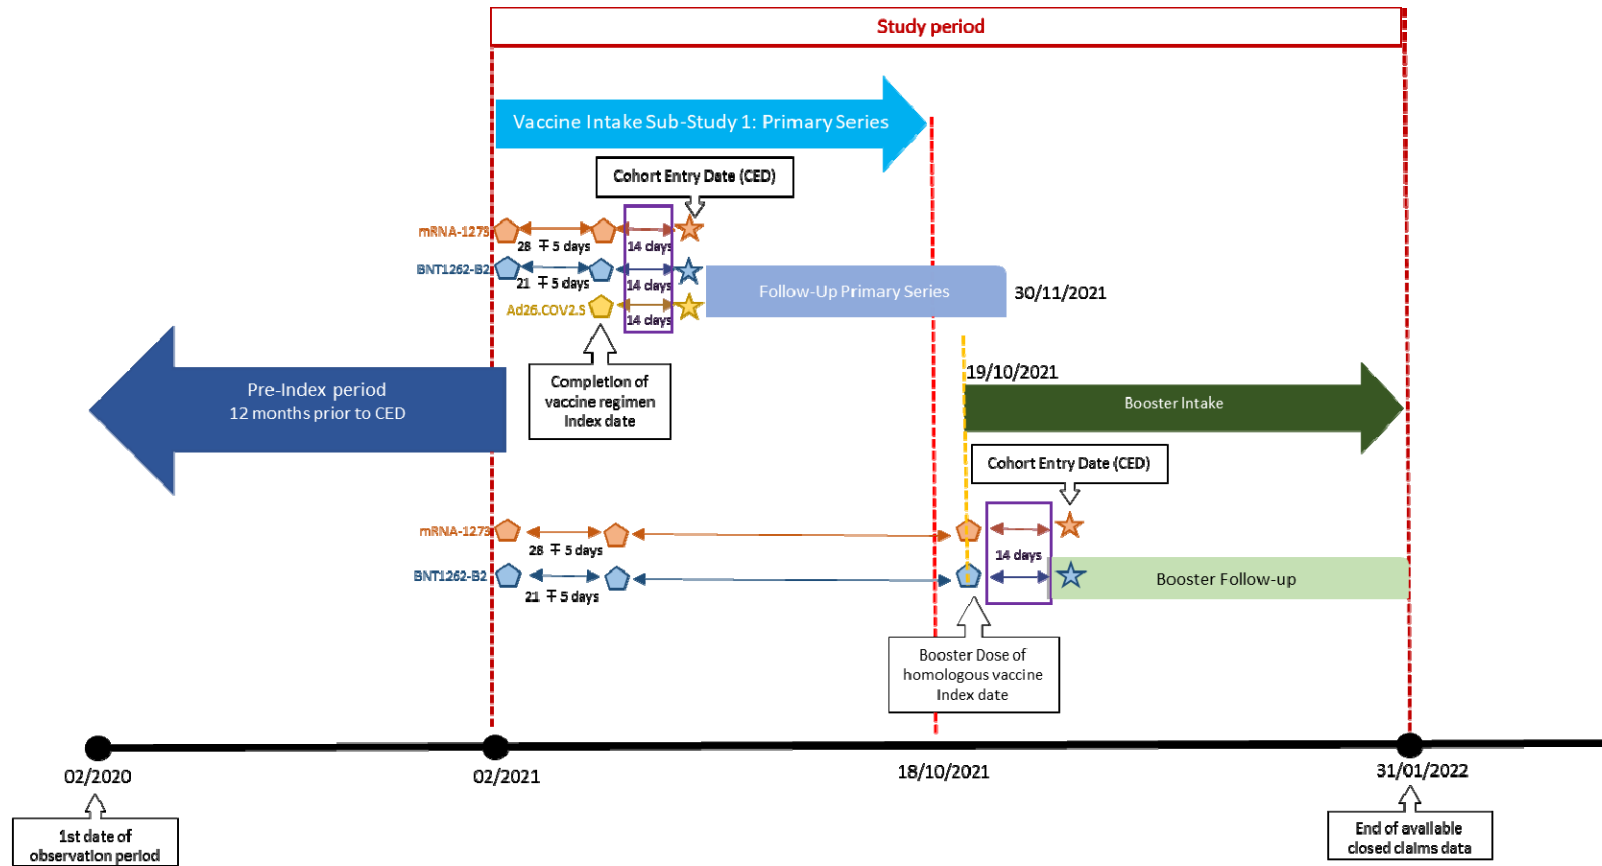 Study period
Vaccine Intake Sub-Study 1: Primary Series
Cohort Entry Date (CED)
mRNA-1273
28 ∓ 5 days
14 days
BNT1262-B2
21 ∓ 5 days
14 days
Ad26.COV2.S
14 days
Follow-Up Primary Series
30/11/2021
Completion of
vaccine regimen
Index date
Pre-Index period
12 months prior to CED
19/10/2021
Booster Intake
Cohort Entry Date (CED)
mRNA-1273
28 ∓ 5 days
14 days
BNT1262-B2
21 ∓ 5 days
Booster Follow-up
Booster Dose of
homologous vaccine
Index date
02/2020
02/2021
18/10/2021
31/01/2022
1st date of
observation period
End of available
closed claims data